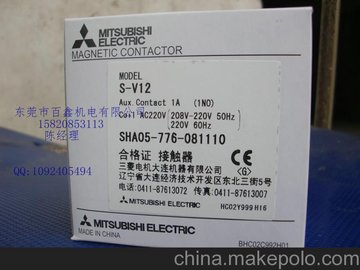 MITSUBISHI
ELECTRIC
MAGNETIC CONTACTOR
MODEL
S-V12
Aux.Contact 1A (1NO)
Coil AC220V 208V-220V 50Hz
220V 60Hz
SHA05-776-081110
合格证 接触器
三菱电机大连机器有限公司
辽宁省大连经济技术开发区东北三街5号
电话:0411-87613072 传真:0411-87613007
MITSUBISHI ELECTRIC
HC02Y999H16
MITSUBISHI ELECTRIC
MADE IN CHINA
BHC02C992H01
东莞市百鑫机电有限公司
15820853113
陈经理
QQ:1092405494
china.makepolo.com